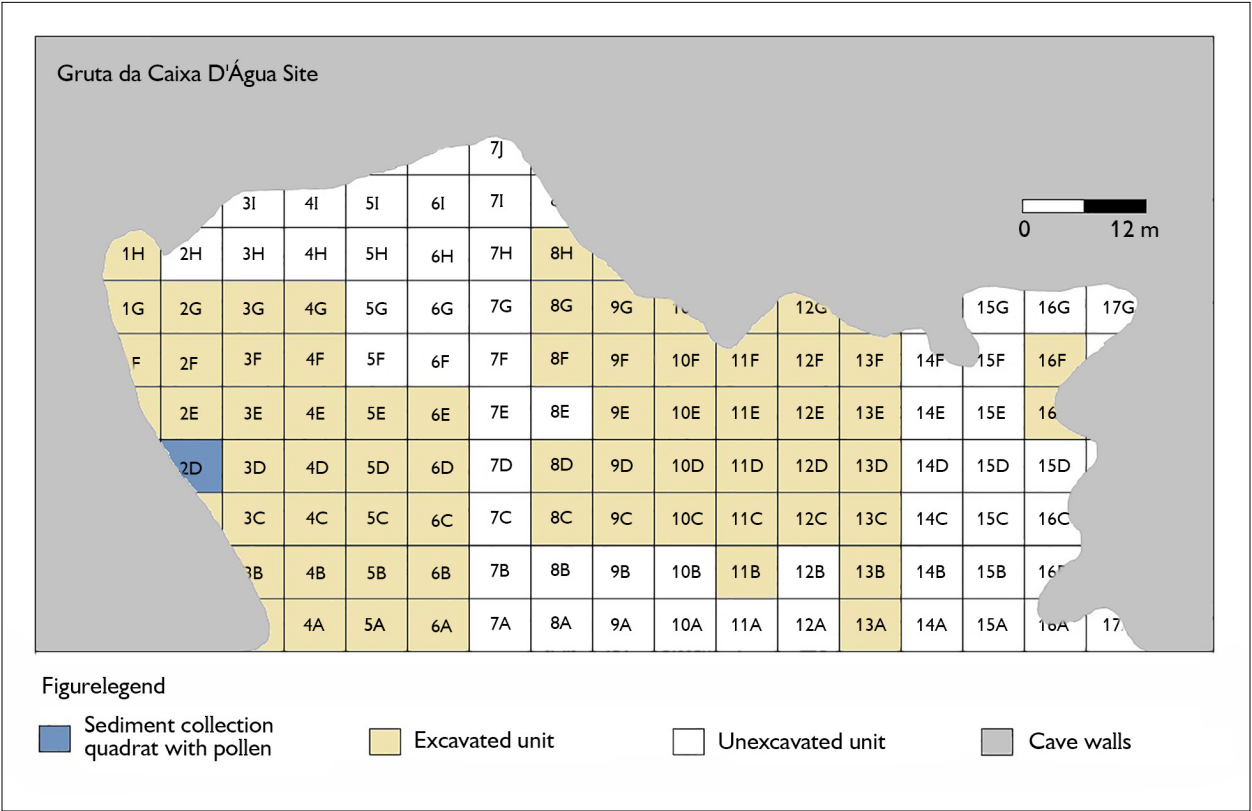 Gruta da Caixa D'Água Site
7J
3I 4I 5I 6I 7I
0 12 m
1H 2H 3H 4H 5H 6H 7H 8H
1G 2G 3G 4G 5G 6G 7G 8G 9G 12G 15G 16G 17G
F 2F 3F 4F 5F 6F 7F 8F 9F 10F 11F 12F 13F 14F 15F 16F
2E 3E 4E 5E 6E 7E 8E 9E 10E 11E 12E 13E 14E 15E 16
2D 3D 4D 5D 6D 7D 8D 9D 10D 11D 12D 13D 14D 15D 15D
3C 4C 5C 6C 7C 8C 9C 10C 11C 12C 13C 14C 15C 16C
3B 4B 5B 6B 7B 8B 9B 10B 11B 12B 13B 14B 15B 16B
4A 5A 6A 7A 8A 9A 10A 11A 12A 13A 14A 15A 16A 17
Figurelegend
Sediment collection
quadrat with pollen
Excavated unit
Unexcavated unit
Cave walls